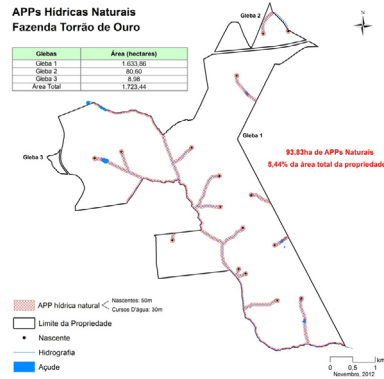 APPs Hídricas Naturais
Fazenda Torrão de Ouro
Gleba 2
N
Glebas Área (hectares)
Gleba 1 1.633,86
Gleba 2 80,60
Gleba 3 8,98
Área Total 1.723,44
Gleba 1
93,83ha de APPs Naturais
5,44% da área total da propriedade
Gleba 3
APP hídrica natural
Nascentes: 50m
Cursos D'água: 30m
Limite da Propriedade
Nascente
Hidrografia
Açude
0 0,5 1
km
Novembro, 2012